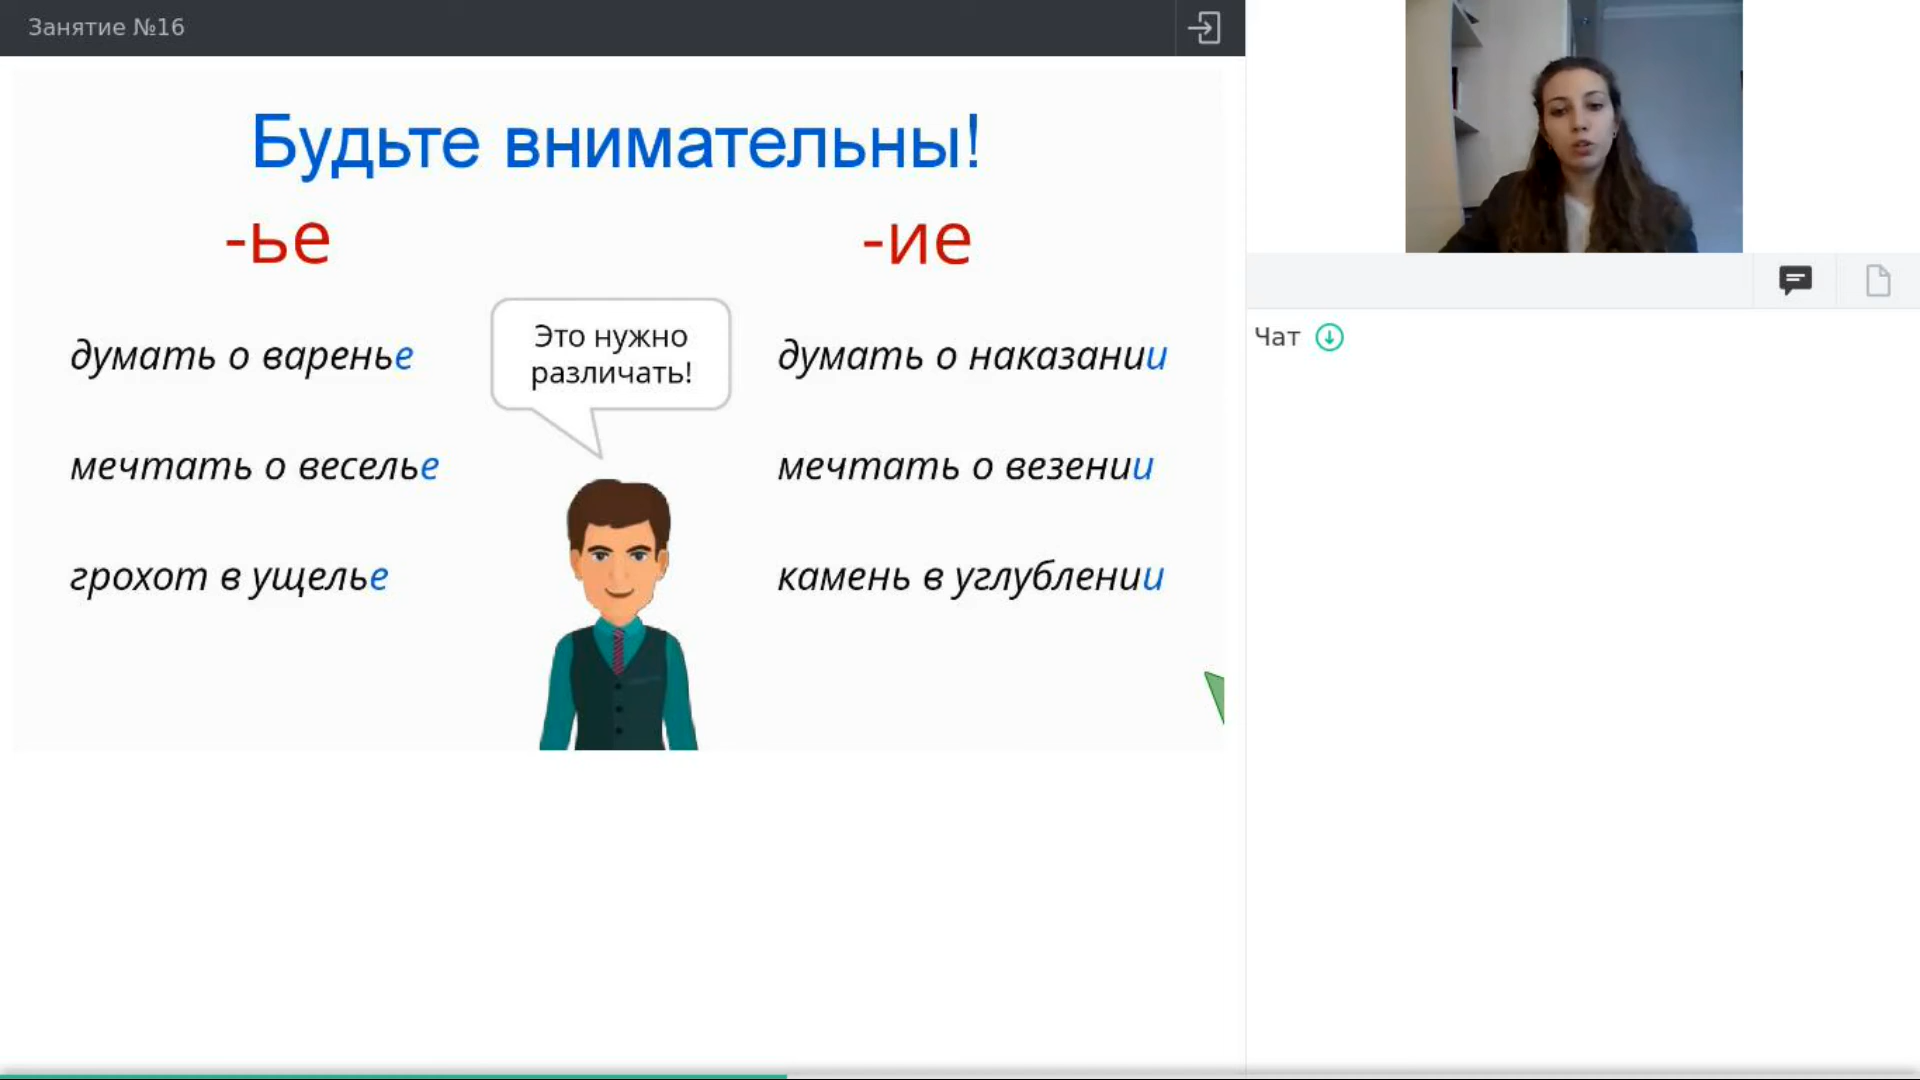 Занятие №16
Будьте внимательны!
-ье
-ие
Это нужно
различать!
думать о варенье
думать о наказании
мечтать о веселье
мечтать о везении
грохот в ущелье
камень в углублении
Чат